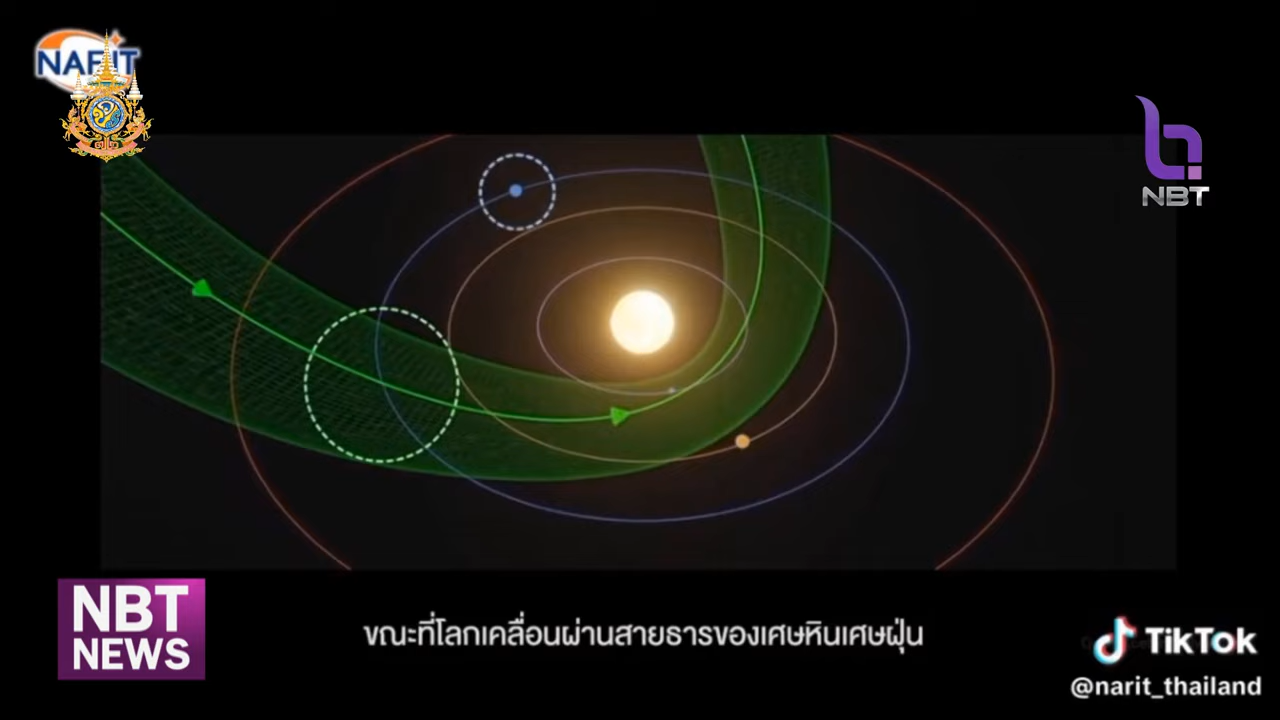 NARIT
NBT
NBT
NEWS
ขณะที่โลกเคลื่อนผ่านสายธารของเศษหินเศษฝุ่น
TikTok
@narit_thailand